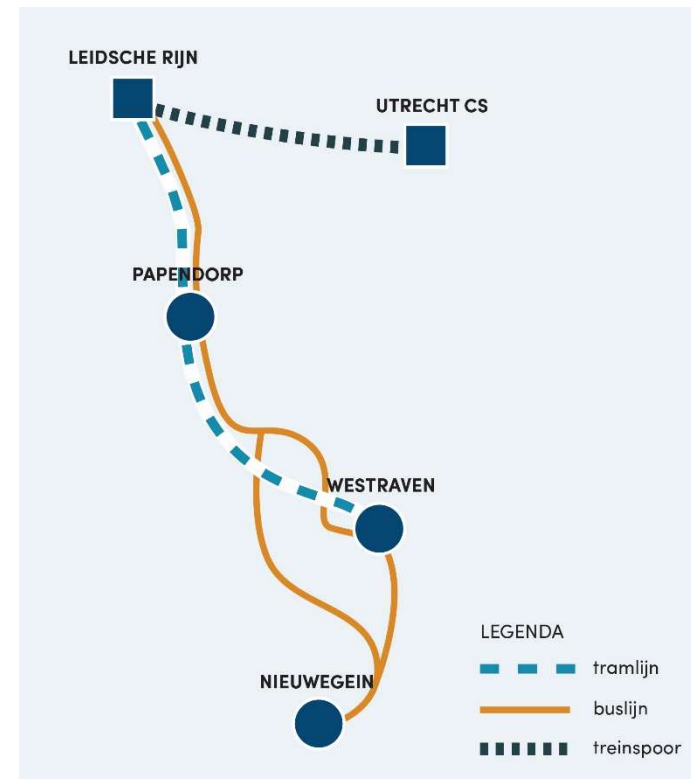 LEIDSCHE RIJN
UTRECHT CS
PAPENDORP
WESTRAVEN
NIEUWEGEIN
LEGENDA
tramlijn
buslijn
treinspoor